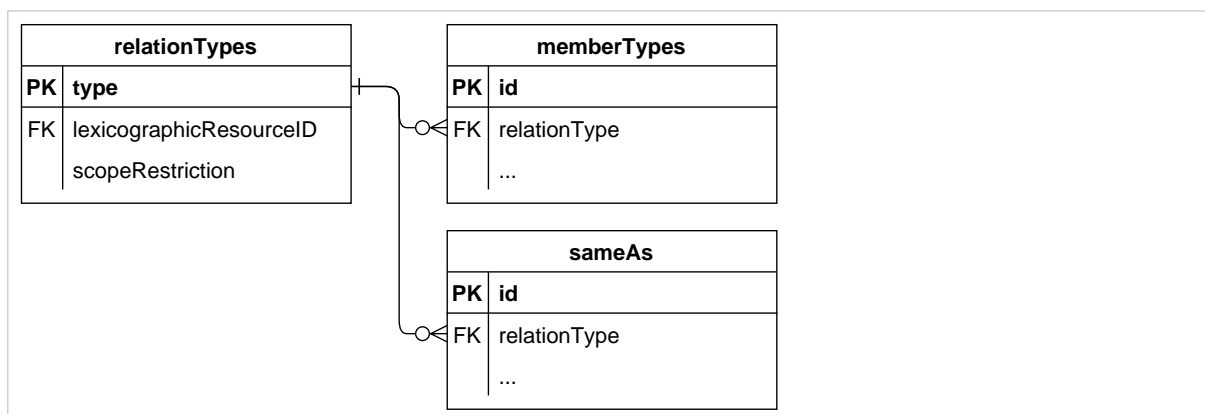 relationTypes
PK type
FK lexicographicResourceID
scopeRestriction
memberTypes
PK id
FK relationType
...
sameAs
PK id
FK relationType
...